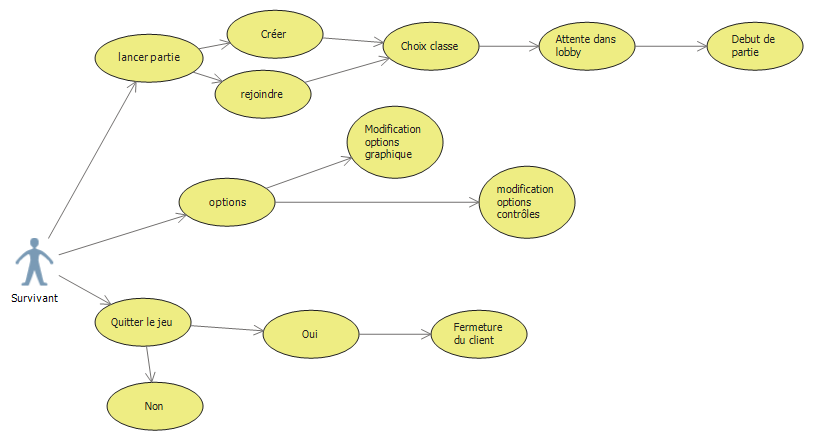 Créer
lancer partie
rejoindre
Choix classe
Attente dans
lobby
Debut de
partie
Modification
options
graphique
options
modification
options
contrôles
Survivant
Quitter le jeu
Oui
Fermeture
du client
Non